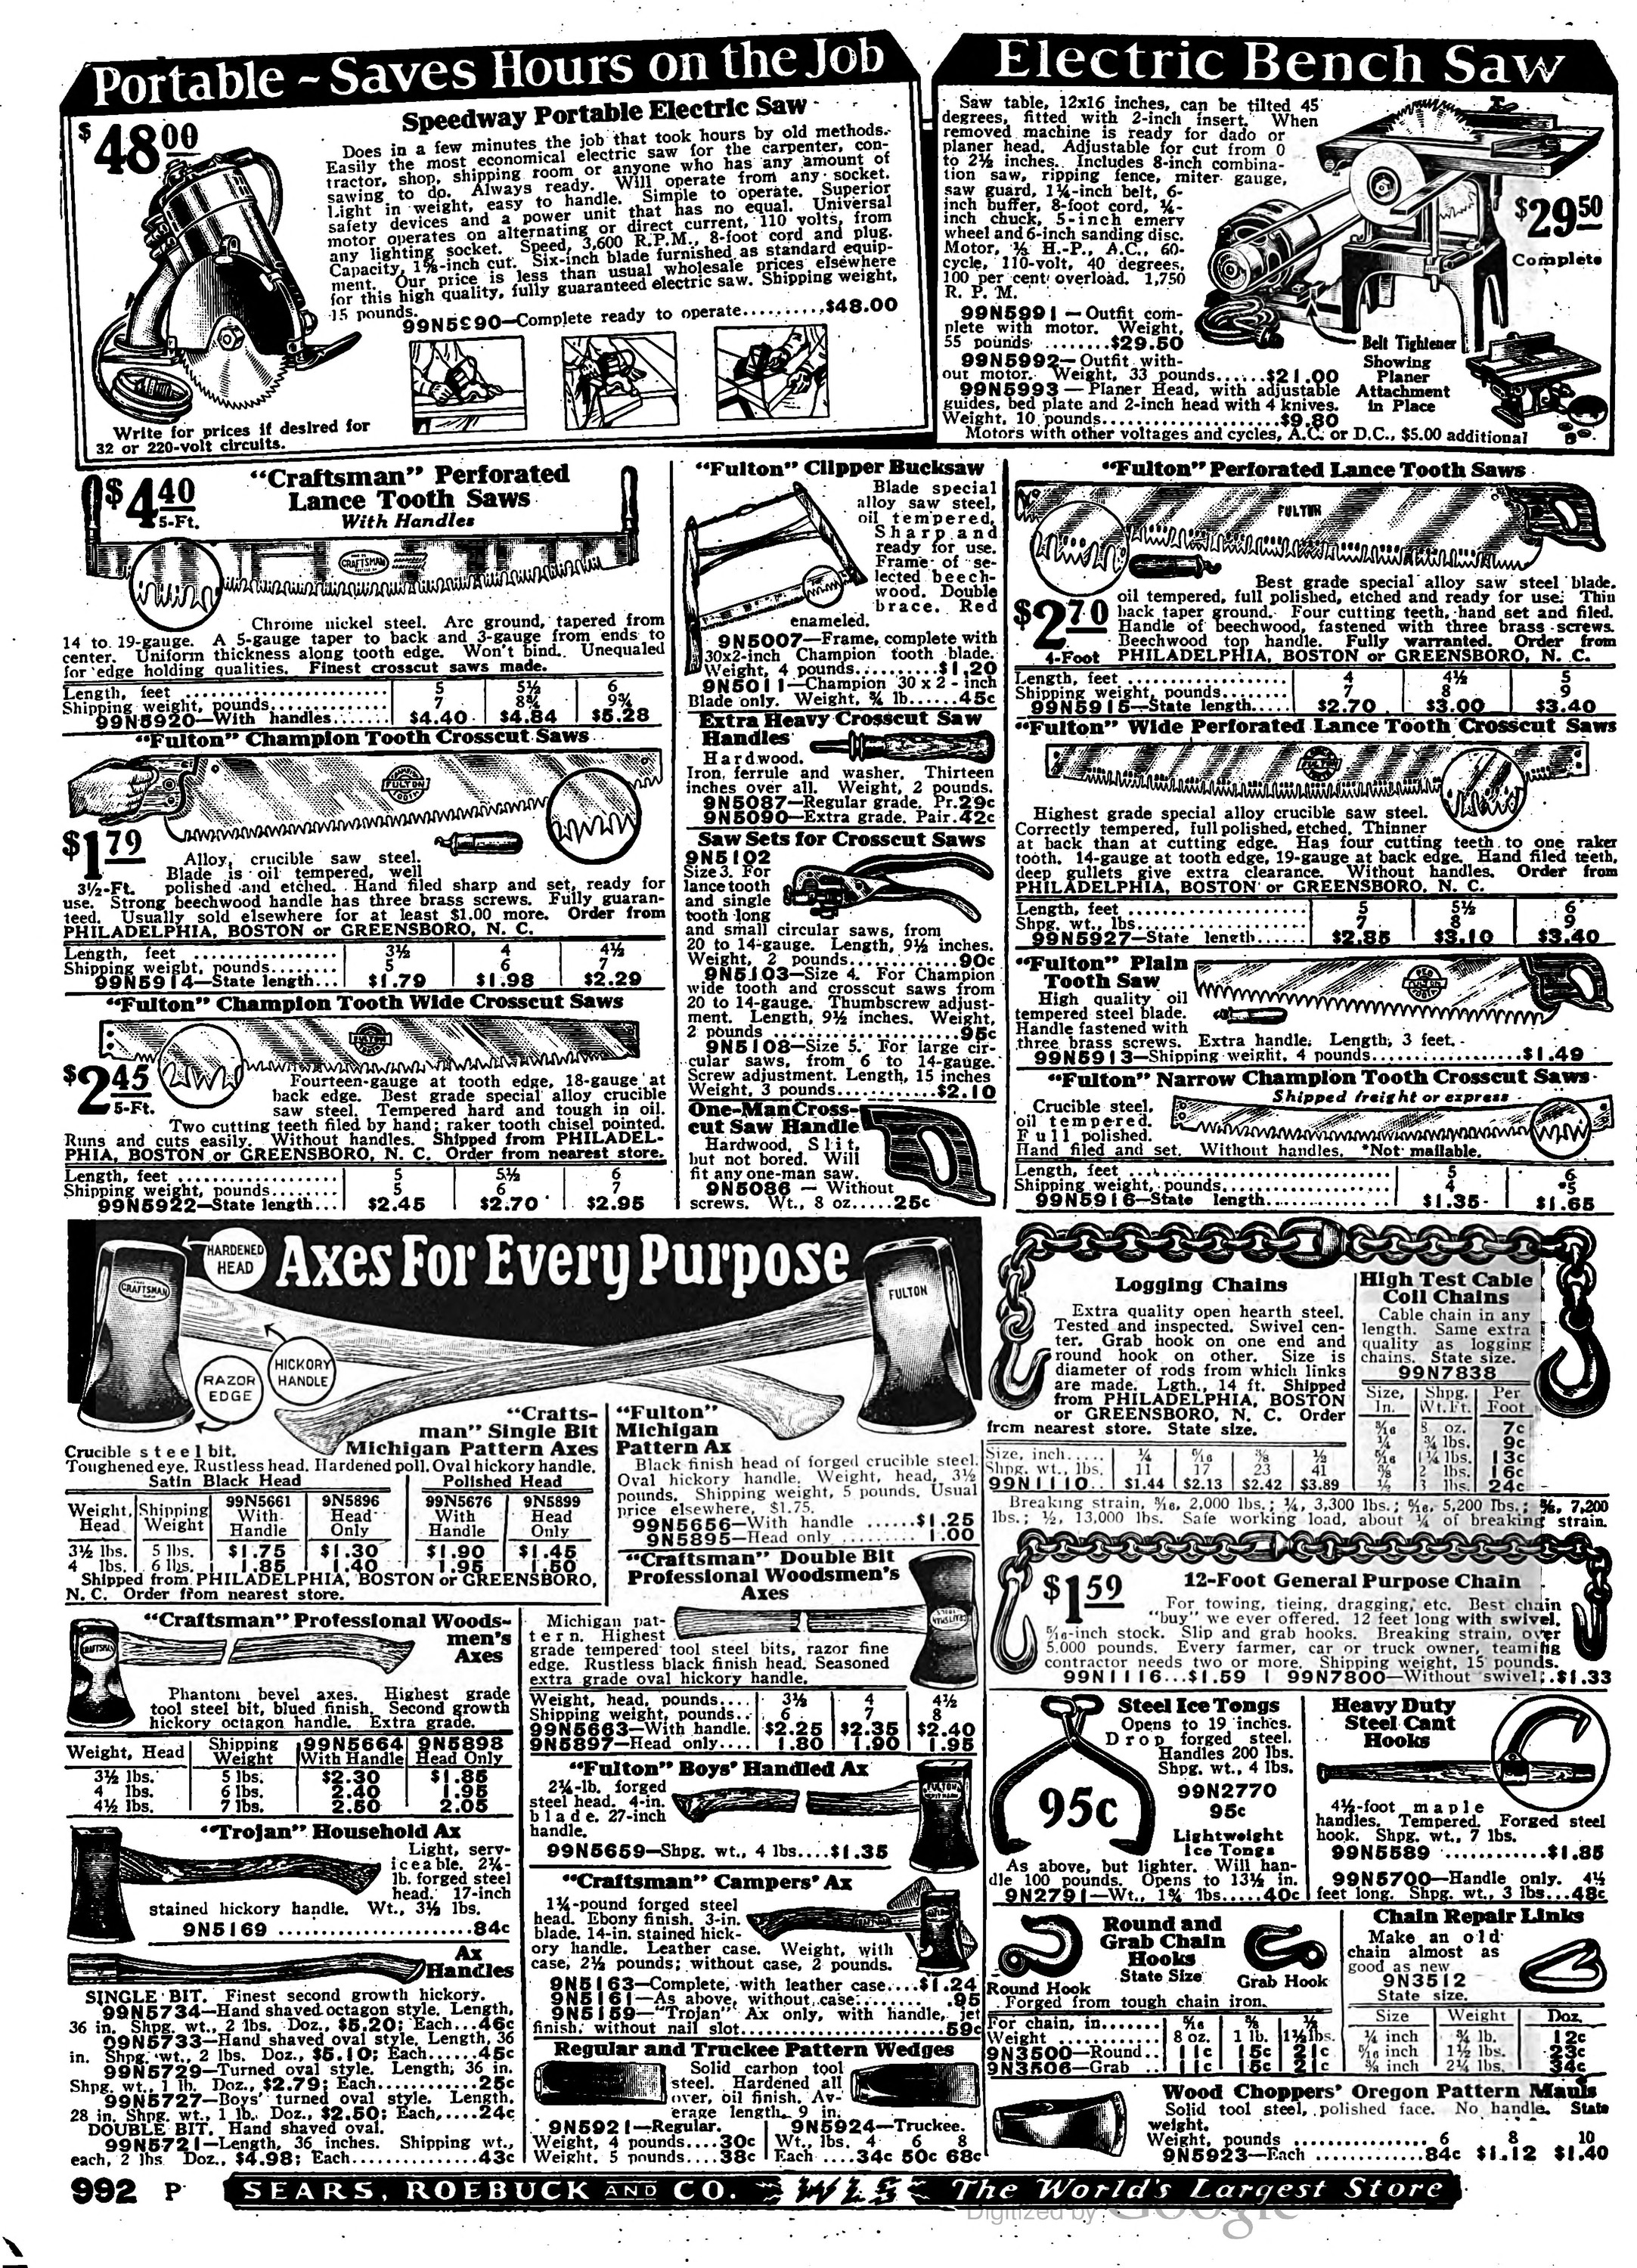 Portable ~ Saves Hours on the Job
$48.00
Speedway Portable Electric Saw
Does in a few minutes the job that took hours by old methods.
Easily the most economical electric saw for the carpenter, con-
tractor, shop, shipping room or anyone who has any amount of
sawing to do. Always ready. Will operate from any socket.
Light in weight, easy to handle. Simple to operate. Superior
safety devices and a power unit that has no equal. Universal
motor operates on alternating or direct current, 110 volts, from
any lighting socket. Speed, 3,600 R.P.M., 8-foot cord and plug.
Capacity, 1⅝-inch cut. Six-inch blade furnished as standard equip-
ment. Our price is less than usual wholesale prices elsewhere
for this high quality, fully guaranteed electric saw. Shipping weight,
15 pounds.
99N5990—Complete ready to operate..........$48.00
Write for prices if desired for
32 or 220-volt circuits.
Electric Bench Saw
Saw table, 12x16 inches, can be tilted 45
degrees, fitted with 2-inch insert. When
removed machine is ready for dado or
planer head. Adjustable for cut from 0
to 2½ inches. Includes 8-inch combina-
tion saw, ripping fence, miter gauge,
saw guard, 1¼-inch belt, 6-
inch buffer, 8-foot cord, ¼-
inch chuck, 5-inch emery
wheel and 6-inch sanding disc.
Motor, ⅓ H.-P., A.C., 60-
cycle, 110-volt, 40 degrees,
100 per cent overload. 1,750
R. P. M.
99N5991—Outfit com-
plete with motor. Weight,
55 pounds ........$29.50
99N5992—Outfit with-
out motor. Weight, 33 pounds......$21.00
99N5993—Planer Head, with adjustable
guides, bed plate and 2-inch head with 4 knives.
Weight, 10 pounds....................$9.80
Motors with other voltages and cycles, A.C. or D.C., $5.00 additional
$29.50
Complete
Belt Tightener
Showing
Planer
Attachment
in Place
"Craftsman" Perforated
Lance Tooth Saws
With Handles
$4.40
5-Ft.
CRAFTSMAN
Chrome nickel steel. Arc ground, tapered from
14 to 19-gauge. A 5-gauge taper to back and 3-gauge from ends to
center. Uniform thickness along tooth edge. Won't bind. Unequaled
for edge holding qualities. Finest crosscut saws made.
Length, feet ........ 5 5½ 6
Shipping weight, pounds........ 7 8¾ 9¾
99N5920—With handles....... $4.40 $4.84 $5.28
"Fulton" Champion Tooth Crosscut Saws
FULTON
$1.79
3½-Ft.
Alloy, crucible saw steel.
Blade is oil tempered, well
polished and etched. Hand filed sharp and set, ready for
use. Strong beechwood handle has three brass screws. Fully guaran-
teed. Usually sold elsewhere for at least $1.00 more. Order from
PHILADELPHIA, BOSTON or GREENSBORO, N. C.
Length, feet ........ 3½ 4 4½
Shipping weight, pounds........ 5 6 7
99N5914—State length... $1.79 $1.98 $2.29
"Fulton" Champion Tooth Wide Crosscut Saws
$2.45
5-Ft.
Fourteen-gauge at tooth edge, 18-gauge at
back edge. Best grade special alloy crucible
saw steel. Tempered hard and tough in oil.
Two cutting teeth filed by hand; raker tooth chisel pointed.
Runs and cuts easily. Without handles. Shipped from PHILADEL-
PHIA, BOSTON or GREENSBORO, N. C. Order from nearest store.
Length, feet ........ 5 5½ 6
Shipping weight, pounds........ 5 6 7
99N5922—State length... $2.45 $2.70 $2.95
"Fulton" Clipper Bucksaw
Blade special
alloy saw steel,
oil tempered.
Sharp and
ready for use.
Frame of se-
lected beech-
wood. Double
brace. Red
enameled.
9N5007—Frame, complete with
30x2-inch Champion tooth blade.
Weight, 4 pounds.........$1.20
9N5011—Champion 30 x 2-inch
Blade only. Weight, ¾ lb......45c
Extra Heavy Crosscut Saw
Handles
Hardwood.
Iron, ferrule and washer. Thirteen
inches over all. Weight, 2 pounds.
9N5087—Regular grade. Pr.29c
9N5090—Extra grade. Pair.42c
Saw Sets for Crosscut Saws
9N5102
Size 3. For
lance tooth
and single
tooth long
and small circular saws, from
20 to 14-gauge. Length, 9½ inches.
Weight, 2 pounds.............90c
9N5103—Size 4. For Champion
wide tooth and crosscut saws from
20 to 14-gauge. Thumbscrew adjust-
ment. Length, 9½ inches. Weight,
2 pounds ....................95c
9N5108—Size 5. For large cir-
cular saws, from 6 to 14-gauge.
Screw adjustment. Length, 15 inches
Weight, 3 pounds............$2.10
One-Man Cross-
cut Saw Handle
Hardwood. Slit,
but not bored. Will
fit any one-man saw.
9N5086 — Without
screws. Wt., 8 oz.....25c
"Fulton" Perforated Lance Tooth Saws
FULTON
$2.70
4-Foot
Best grade special alloy saw steel blade,
oil tempered, full polished, etched and ready for use. Thin
back taper ground. Four cutting teeth, hand set and filed.
Handle of beechwood, fastened with three brass screws.
Beechwood top handle. Fully warranted. Order from
PHILADELPHIA, BOSTON or GREENSBORO, N. C.
Length, feet ........ 4 4½ 5
Shipping weight, pounds........ 7 8 9
99N5915—State length..... $2.70 $3.00 $3.40
"Fulton" Wide Perforated Lance Tooth Crosscut Saws
FULTON
Highest grade special alloy crucible saw steel.
Correctly tempered, full polished, etched. Thinner
at back than at cutting edge. Has four cutting teeth to one raker
tooth. 14-gauge at tooth edge, 19-gauge at back edge. Hand filed teeth,
deep gullets give extra clearance. Without handles. Order from
PHILADELPHIA, BOSTON or GREENSBORO, N. C.
Length, feet ........ 5 5½ 6
Shpg. wt., lbs. ........ 7 8 9
99N5927—State length...... $2.85 $3.10 $3.40
"Fulton" Plain
Tooth Saw
High quality oil
tempered steel blade.
Handle fastened with
three brass screws. Extra handle. Length, 3 feet.
99N5913—Shipping weight, 4 pounds.................$1.49
"Fulton" Narrow Champion Tooth Crosscut Saws
Shipped freight or express
Crucible steel,
oil tempered.
Full polished.
Hand filed and set. Without handles. *Not mailable.
Length, feet ........ 5 6
Shipping weight, pounds........ 4 *5
99N5916—State length........ $1.35 $1.65
Axes For Every Purpose
CRAFTSMAN
HARDENED
HEAD
FULTON
HICKORY
HANDLE
RAZOR
EDGE
"Crafts-
man" Single Bit
Michigan Pattern Axes
Crucible steel bit.
Toughened eye. Rustless head. Hardened poll. Oval hickory handle.
Satin Black Head Polished Head
Weight, Head Shipping Weight 99N5661 With Handle 9N5896 Head Only 99N5676 With Handle 9N5899 Head Only
3½ lbs. 5 lbs. $1.75 $1.30 $1.90 $1.45
4 lbs. 6 lbs. 1.85 1.40 1.95 1.50
Shipped from PHILADELPHIA, BOSTON or GREENSBORO,
N. C. Order from nearest store.
"Fulton"
Michigan
Pattern Ax
Black finish head of forged crucible steel.
Oval hickory handle. Weight, head, 3½
pounds. Shipping weight, 5 pounds. Usual
price elsewhere, $1.75.
99N5656—With handle ......$1.25
9N5895—Head only ......... 1.00
"Craftsman" Double Bit
Professional Woodsmen's
Axes
Michigan pat-
tern. Highest
grade tempered tool steel bits, razor fine
edge. Rustless black finish head. Seasoned
extra grade oval hickory handle.
Weight, head, pounds.... 3½ 4 4½
Shipping weight, pounds.. 6 7 8
99N5663—With handle. $2.25 $2.35 $2.40
9N5897—Head only.... 1.80 1.90 1.95
"Craftsman" Professional Woods-
men's
Axes
Phantom bevel axes. Highest grade
tool steel bit, blued finish. Second growth
hickory octagon handle. Extra grade.
Weight, Head Shipping Weight 99N5664 With Handle 9N5898 Head Only
3½ lbs. 5 lbs. $2.30 $1.85
4 lbs. 6 lbs. 2.40 1.95
4½ lbs. 7 lbs. 2.50 2.05
"Trojan" Household Ax
Light, serv-
iceable. 2¼-
lb. forged steel
head. 17-inch
stained hickory handle. Wt., 3½ lbs.
9N5169 .......................84c
Ax
Handles
SINGLE BIT. Finest second growth hickory.
99N5734—Hand shaved octagon style. Length,
36 in. Shpg. wt., 2 lbs. Doz., $5.20; Each...46c
99N5733—Hand shaved oval style. Length, 36
in. Shpg. wt., 2 lbs. Doz., $5.10; Each......45c
99N5729—Turned oval style. Length, 36 in.
Shpg. wt., 1 lb. Doz., $2.79; Each...........25c
99N5727—Boys' turned oval style. Length,
28 in. Shpg. wt., 1 lb. Doz., $2.50; Each,....24c
DOUBLE BIT. Hand shaved oval.
99N5721—Length, 36 inches. Shipping wt.,
each, 2 lbs. Doz., $4.98; Each...............43c
"Fulton" Boys' Handled Ax
2¼-lb. forged
steel head. 4-in.
blade. 27-inch
handle.
99N5659—Shpg. wt., 4 lbs....$1.35
"Craftsman" Campers' Ax
1¼-pound forged steel
head. Ebony finish. 3-in.
blade. 14-in. stained hick-
ory handle. Leather case. Weight, with
case, 2½ pounds; without case, 2 pounds.
9N5163—Complete, with leather case....$1.24
9N5161—As above, without case........ .95
9N5159—"Trojan" Ax only, with handle, jet
finish; without nail slot...................59c
Regular and Truckee Pattern Wedges
Solid carbon tool
steel. Hardened all
over, oil finish. Av-
erage length, 9 in.
9N5921—Regular.
Weight, 4 pounds....30c
Weight, 5 pounds....38c
9N5924—Truckee.
Wt., lbs. 4 6 8
Each ....34c 50c 68c
Logging Chains
Extra quality open hearth steel.
Tested and inspected. Swivel cen-
ter. Grab hook on one end and
round hook on other. Size is
diameter of rods from which links
are made. Lgth., 14 ft. Shipped
from PHILADELPHIA, BOSTON
or GREENSBORO, N. C. Order
from nearest store. State size.
Size, inch..... ¼ 5/16 ⅜ ½
Shpg. wt., lbs. 11 17 23 41
99N1110.. $1.44 $2.13 $2.42 $3.89
High Test Cable
Coil Chains
Cable chain in any
length. Same extra
quality as logging
chains. State size.
99N7838
Size, In. Shpg. Wt. Ft. Per Foot
3/16 8 oz. 7c
¼ ¾ lbs. 9c
5/16 1¼ lbs. 13c
⅜ 2 lbs. 16c
½ 3 lbs. 24c
Breaking strain, 3/16, 2,000 lbs.; ¼, 3,300 lbs.; 5/16, 5,200 lbs.; ⅜, 7,200
lbs.; ½, 13,000 lbs. Safe working load, about ¼ of breaking strain.
$1.59
12-Foot General Purpose Chain
For towing, tieing, dragging, etc. Best chain
"buy" we ever offered. 12 feet long with swivel.
5/16-inch stock. Slip and grab hooks. Breaking strain, over
5,000 pounds. Every farmer, car or truck owner, teaming
contractor needs two or more. Shipping weight, 15 pounds.
99N1116...$1.59 99N7800—Without swivel..$1.33
Steel Ice Tongs
Opens to 19 inches.
Drop forged steel.
Handles 200 lbs.
Shpg. wt., 4 lbs.
99N2770
95c
95c
Lightweight
Ice Tongs
As above, but lighter. Will han-
dle 100 pounds. Opens to 13½ in.
9N2791—Wt., 1¾ lbs.....40c
Heavy Duty
Steel Cant
Hooks
4½-foot maple
handles. Tempered. Forged steel
hook. Shpg. wt., 7 lbs.
99N5589 ............$1.85
99N5700—Handle only. 4½
feet long. Shpg. wt., 3 lbs...48c
Round and
Grab Chain
Hooks
State Size
Round Hook
Grab Hook
Forged from tough chain iron.
For chain, in....... 5/16 ⅜ ½
Weight ........... 8 oz. 1 lb. 1½ lbs.
9N3500—Round.. 11c 15c 21c
9N3506—Grab .. 11c 15c 21c
Chain Repair Links
Make an old
chain almost as
good as new
9N3512
State size.
Size Weight Doz.
¼ inch ¾ lb. 12c
5/16 inch 1½ lbs. 23c
⅜ inch 2¼ lbs. 34c
Wood Choppers' Oregon Pattern Mauls
Solid tool steel, polished face. No handle. State
weight.
Weight, pounds .............. 6 8 10
9N5923—Each ............84c $1.12 $1.40
992 P
SEARS, ROEBUCK AND CO. WLS The World's Largest Store
Digitized by Google